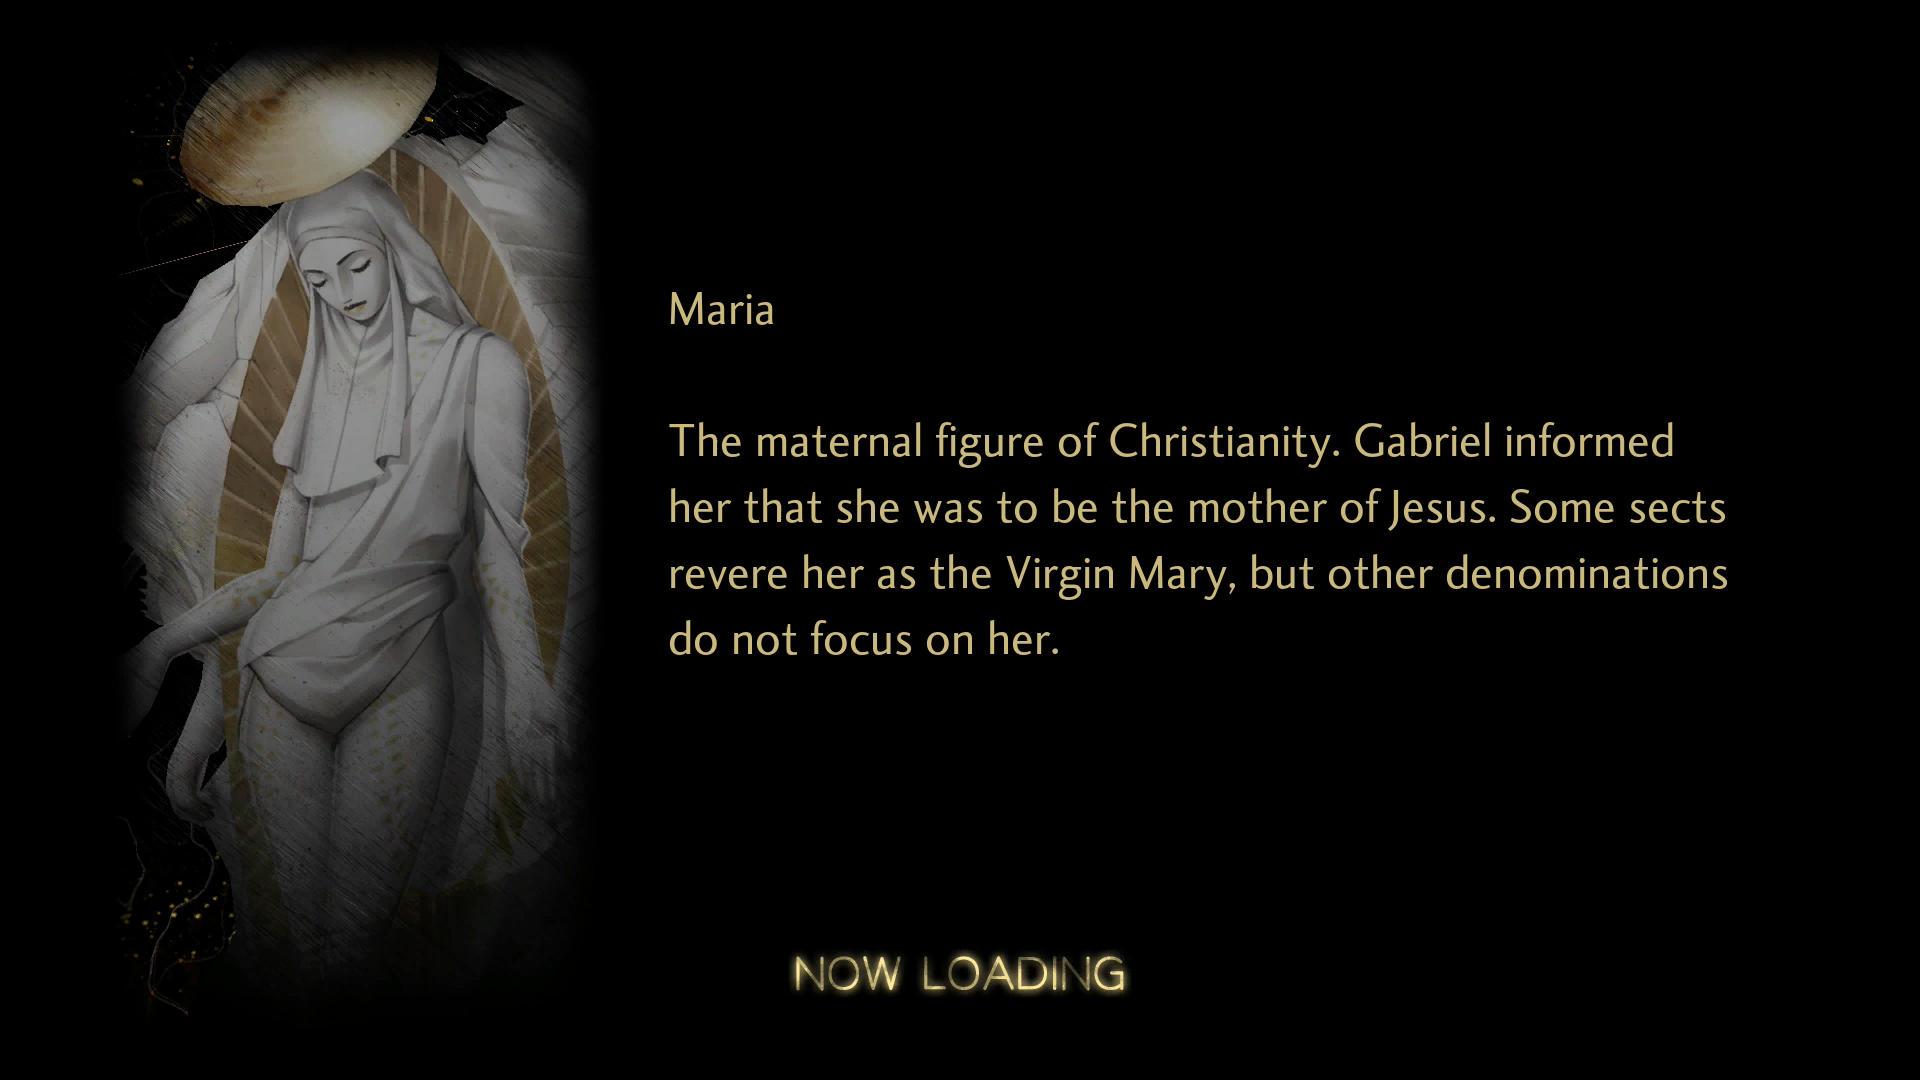 Maria
The maternal figure of Christianity. Gabriel informed
her that she was to be the mother of Jesus. Some sects
revere her as the Virgin Mary, but other denominations
do not focus on her.
NOW LOADING